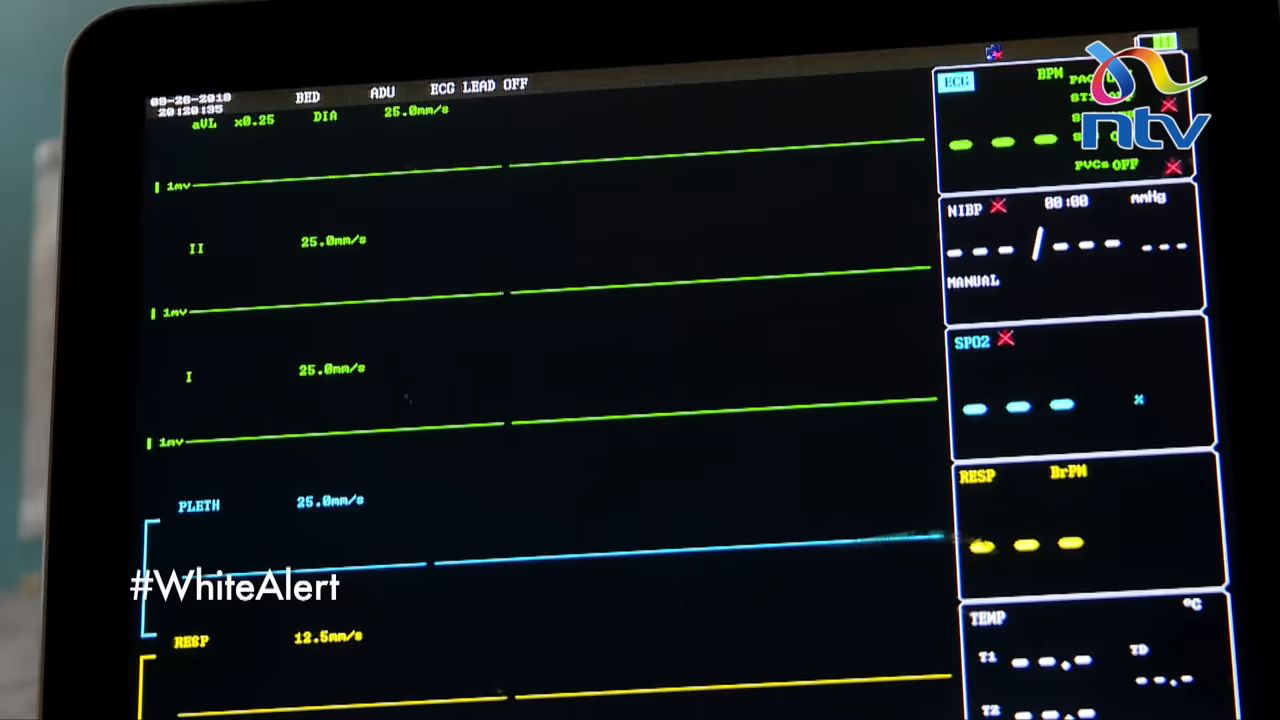 09-26-2019
20:20:35
BED ADU ECG LEAD OFF
aVL x0.25 DIA 25.0mm/s
1mv
II 25.0mm/s
1mv
I 25.0mm/s
1mv
PLETH 25.0mm/s
RESP 12.5mm/s
ECG BPM
PVCs OFF
NIBP 00:00 mmHg
--- / --- ---
MANUAL
SPO2
--- %
RESP BrPM
---
TEMP °C
T1 --.- TD
--.-
T2 --.-
ntv
#WhiteAlert